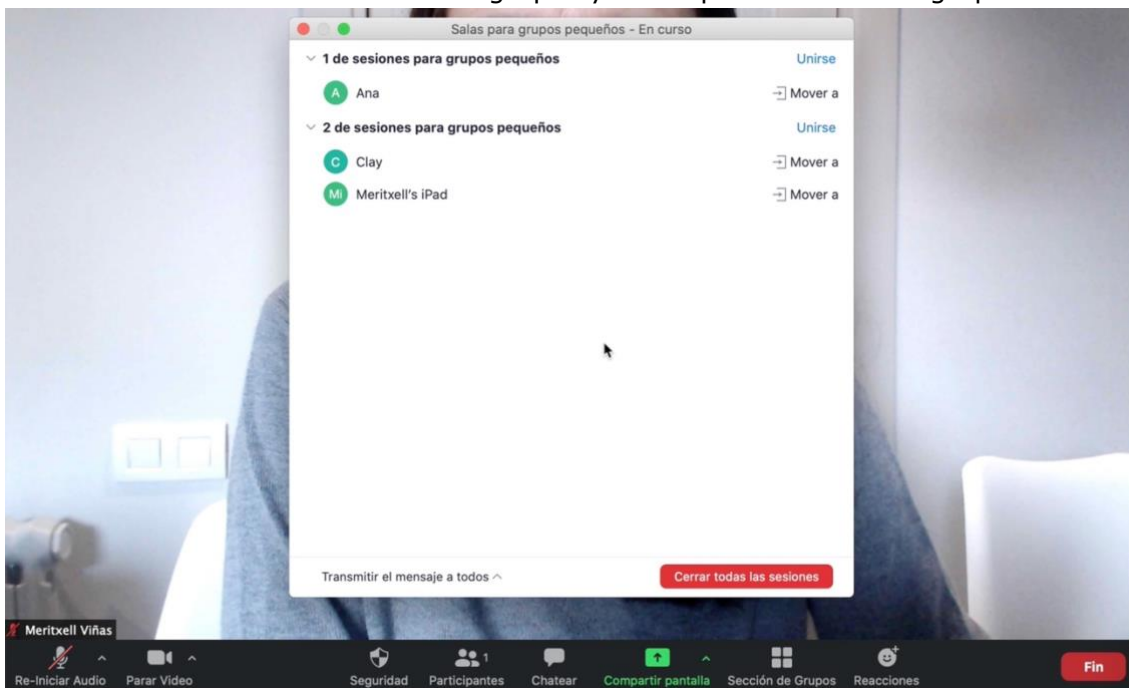 Salas para grupos pequeños - En curso
1 de sesiones para grupos pequeños Unirse
A Ana Mover a
2 de sesiones para grupos pequeños Unirse
C Clay Mover a
Mi Meritxell's iPad Mover a
Transmitir el mensaje a todos Cerrar todas las sesiones
Meritxell Viñas
1
Re-Iniciar Audio Parar Video Seguridad Participantes Chatear Compartir pantalla Sección de Grupos Reacciones Fin